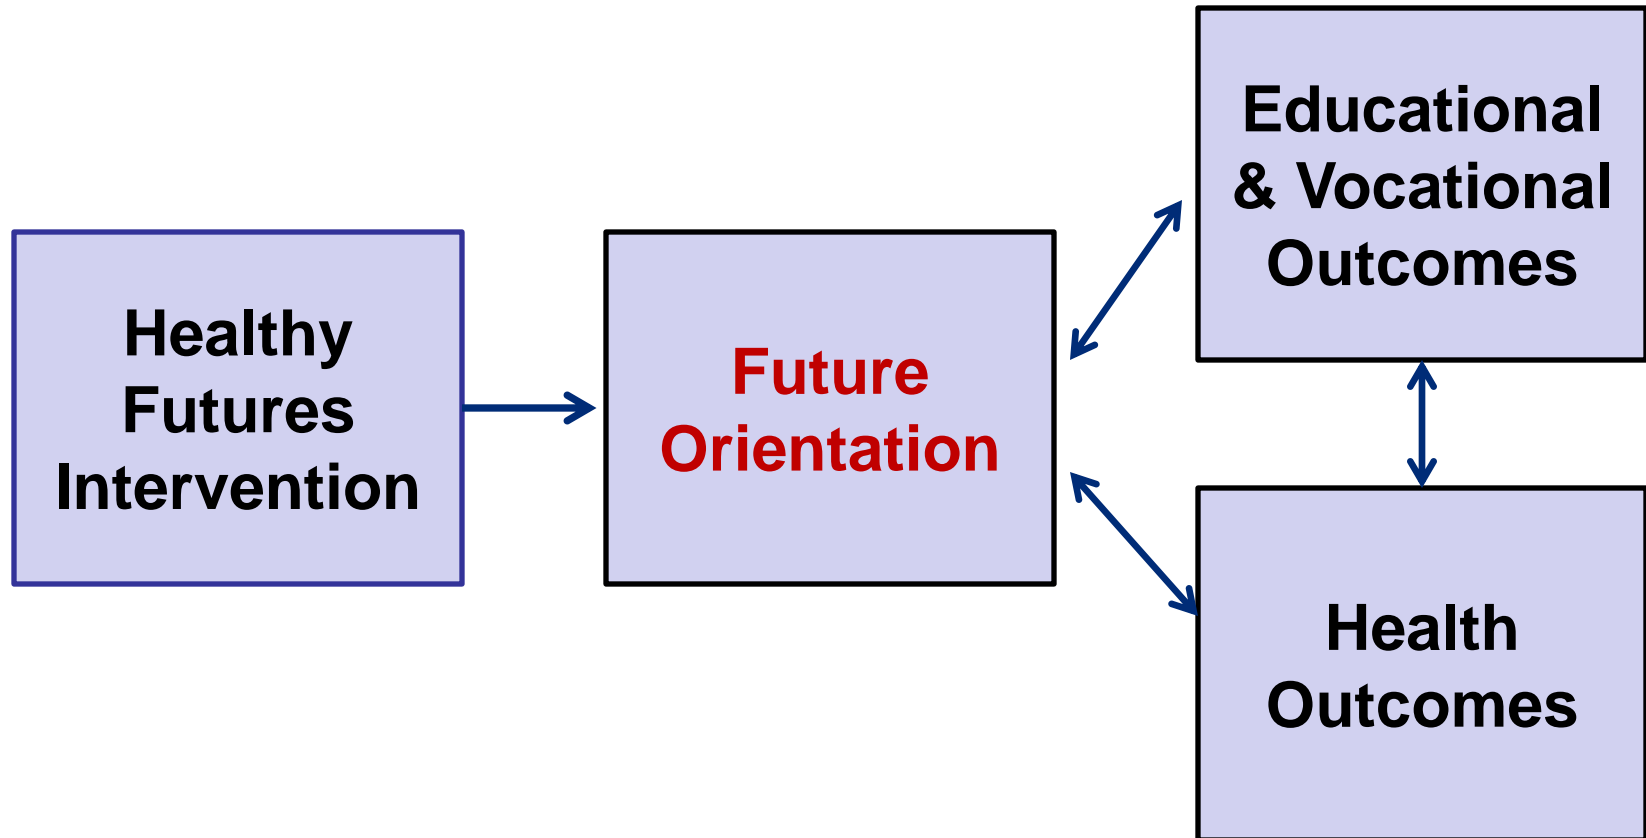 Healthy
Futures
Intervention
Future
Orientation
Educational
& Vocational
Outcomes
Health
Outcomes